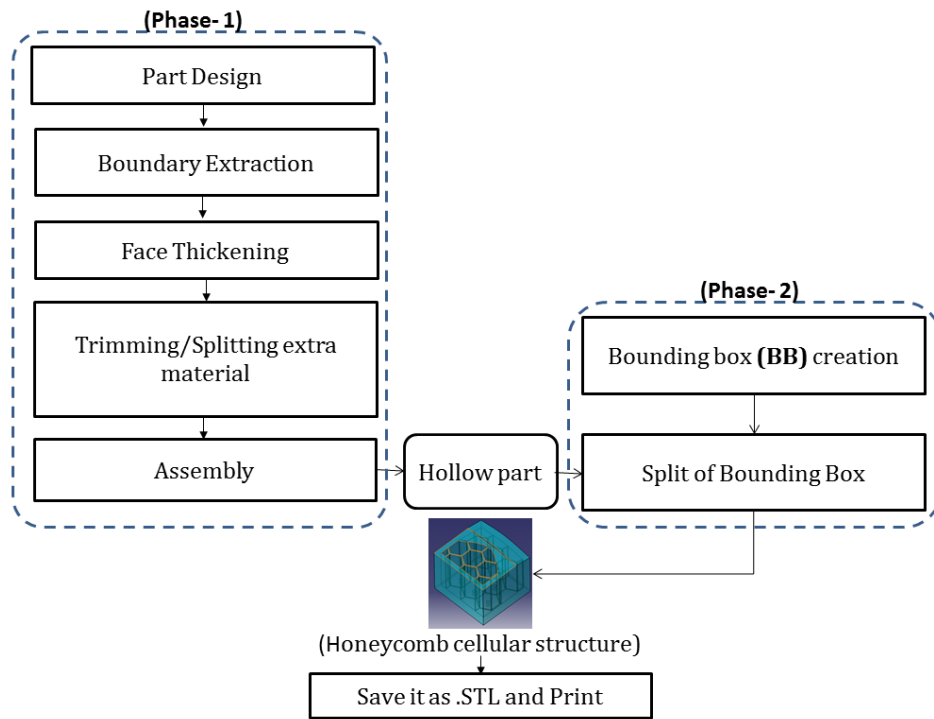 (Phase- 1)
Part Design
Boundary Extraction
Face Thickening
Trimming/Splitting extra
material
Assembly
Hollow part
(Phase- 2)
Bounding box (BB) creation
Split of Bounding Box
(Honeycomb cellular structure)
Save it as .STL and Print